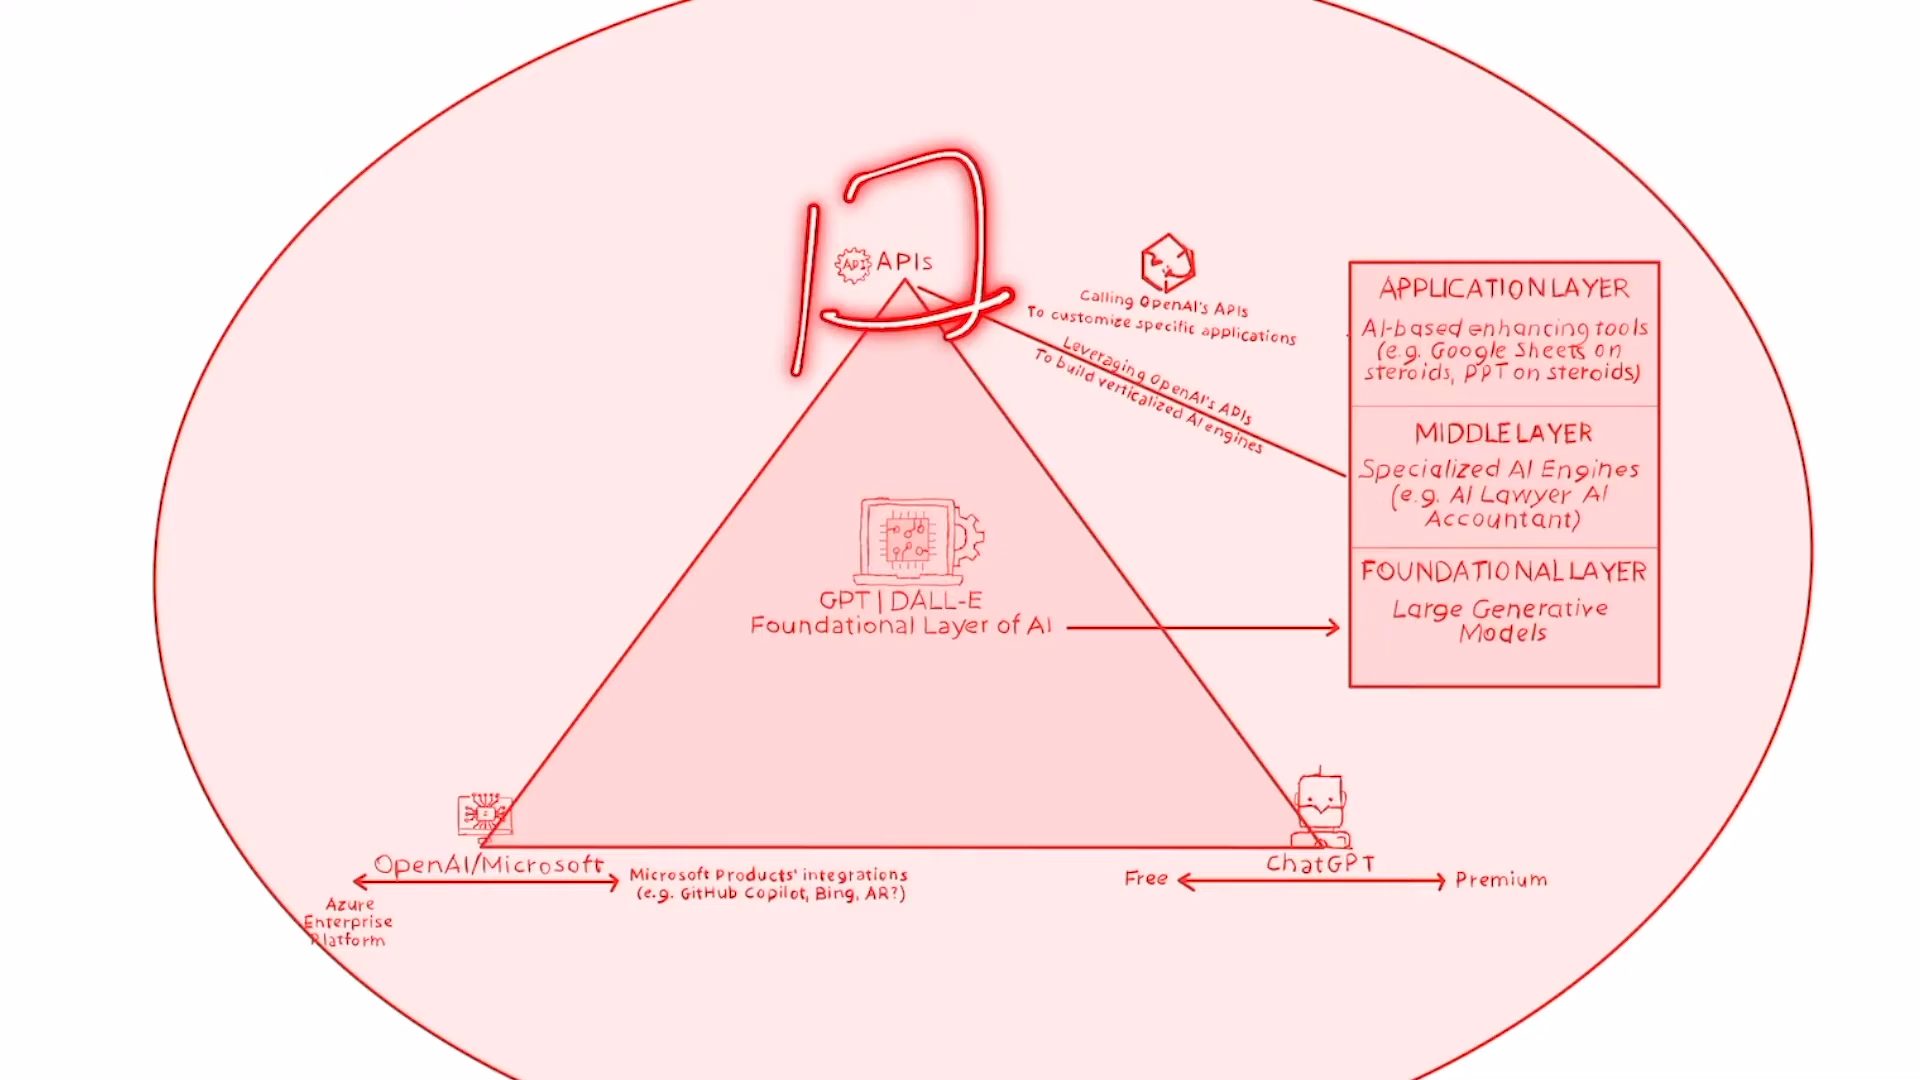 API APIs
Calling OpenAI's APIs
To customize specific applications
Leveraging OpenAI's APIs
To build verticalized AI engines
APPLICATION LAYER
AI-based enhancing tools
(e.g. Google Sheets on
steroids, PPT on steroids)
MIDDLE LAYER
Specialized AI Engines
(e.g. AI Lawyer AI
Accountant)
FOUNDATIONAL LAYER
Large Generative
Models
GPT | DALL-E
Foundational Layer of AI
OpenAI/Microsoft
Microsoft Products' integrations
(e.g. GitHub Copilot, Bing, AR?)
Azure
Enterprise
Platform
ChatGPT
Free
Premium